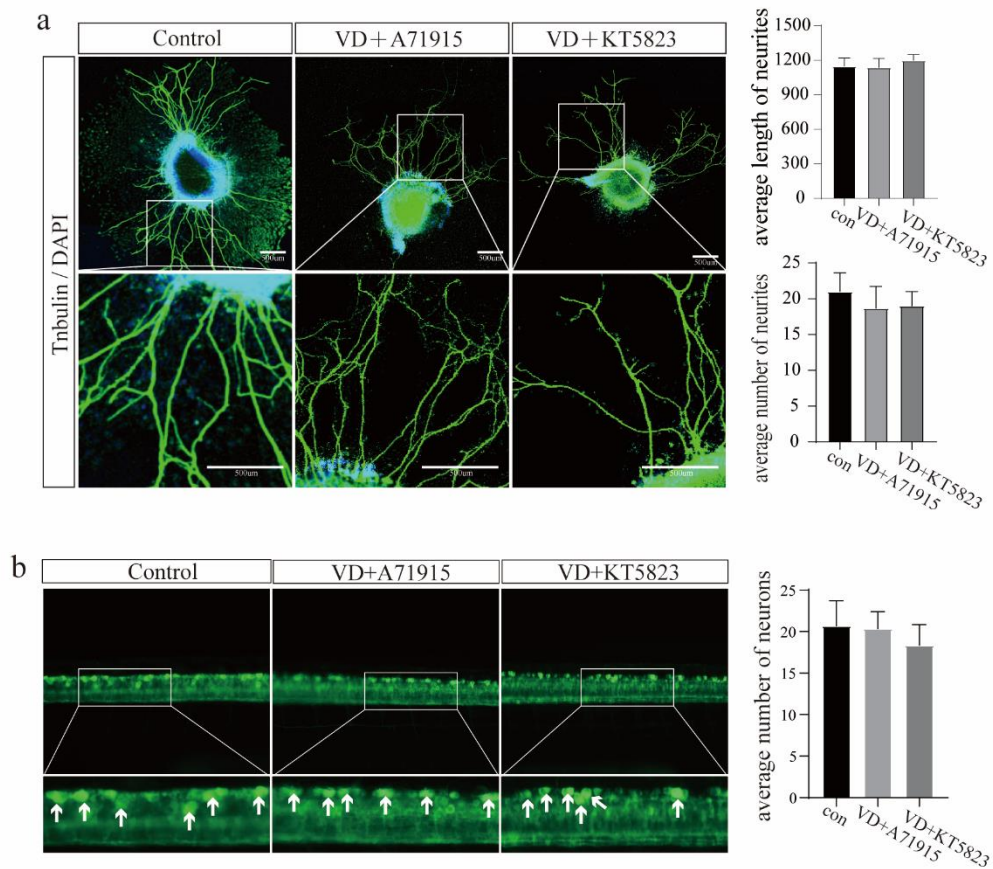 a
Control
VD+A71915
VD+KT5823
Tnbulin / DAPI
500um
500um
500um
500um
500um
500um
average length of neurites
1500
1200
900
600
300
0
con
VD+A71915
VD+KT5823
average number of neurites
25
20
15
10
5
0
con
VD+A71915
VD+KT5823
b
Control
VD+A71915
VD+KT5823
average number of neurons
25
20
15
10
5
0
con
VD+A71915
VD+KT5823